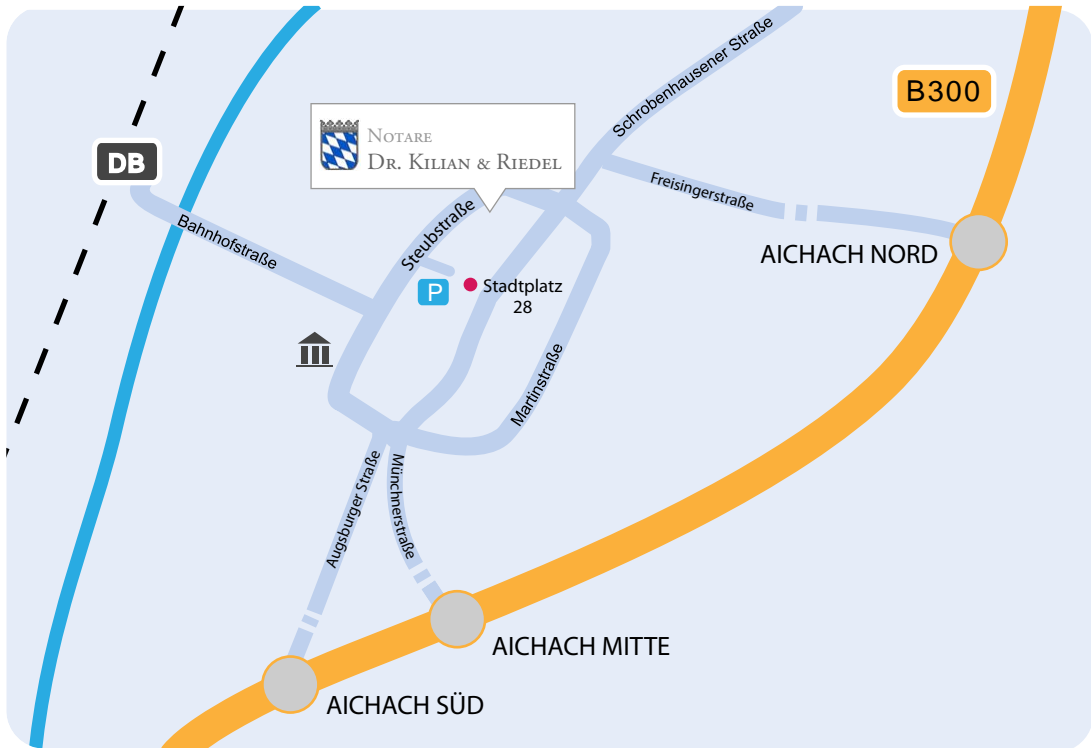 Schrobenhausener Straße
B300
NOTARE
DR. KILIAN & RIEDEL
DB
Freisingerstraße
Bahnhofstraße
Steubstraße
AICHACH NORD
P
Stadtplatz
28
Martinstraße
Augsburger Straße
Münchnerstraße
AICHACH MITTE
AICHACH SÜD